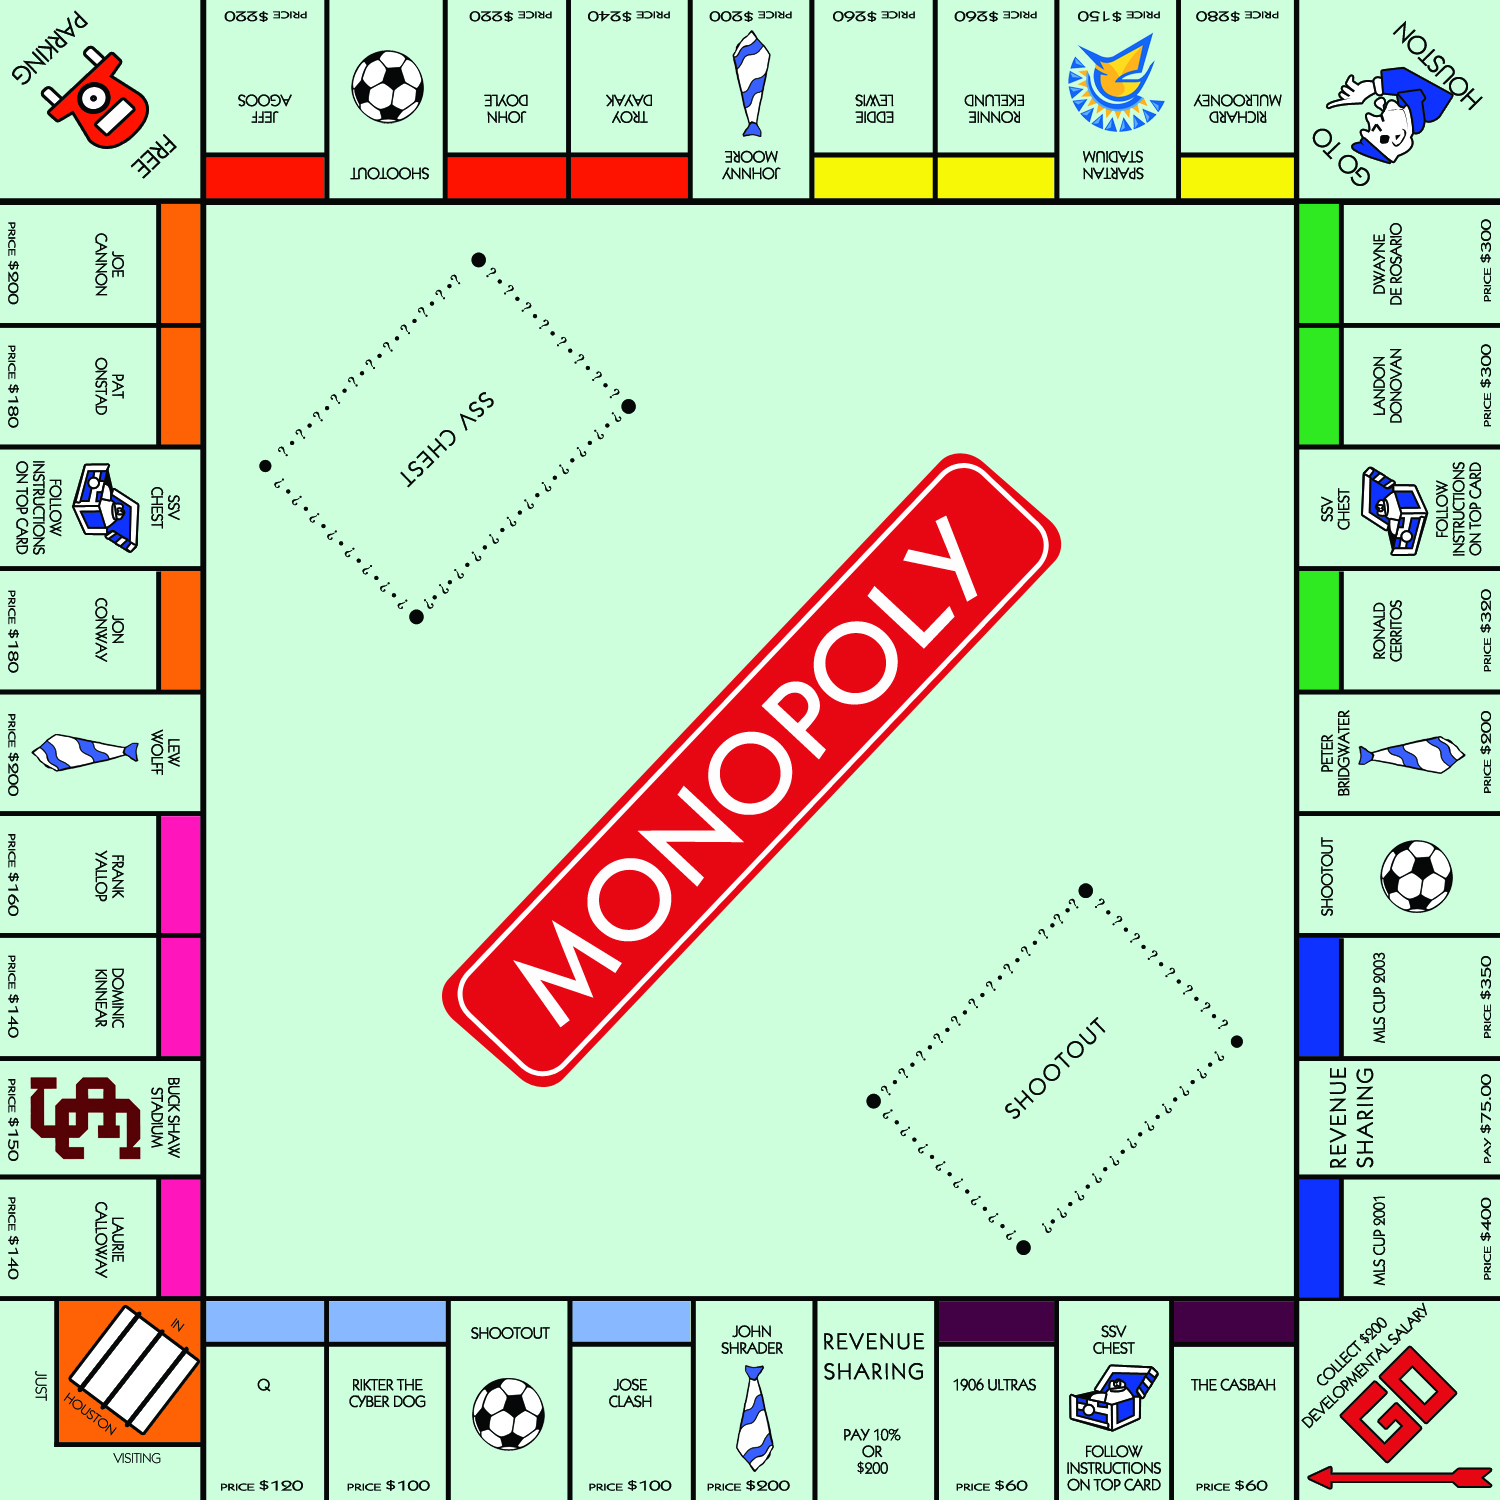 FREE
PARKING
PRICE $220
JEFF
AGOOS
SHOOTOUT
PRICE $220
JOHN
DOYLE
PRICE $240
TROY
DAYAK
PRICE $200
JOHNNY
MOORE
PRICE $260
EDDIE
LEWIS
PRICE $260
RONNIE
EKELUND
PRICE $150
SPARTAN
STADIUM
PRICE $280
RICHARD
MULROONEY
GO TO
HOUSTON
JOE
CANNON
PRICE $200
PAT
ONSTAD
PRICE $180
SSV
CHEST
FOLLOW
INSTRUCTIONS
ON TOP CARD
JON
CONWAY
PRICE $180
LEW
WOLFF
PRICE $200
FRANK
YALLOP
PRICE $160
DOMINIC
KINNEAR
PRICE $140
BUCK SHAW
STADIUM
SC
PRICE $150
LAURIE
CALLOWAY
PRICE $140
SSV CHEST
MONOPOLY
SHOOTOUT
DWAYNE
DE ROSARIO
PRICE $300
LANDON
DONOVAN
PRICE $300
SSV
CHEST
FOLLOW
INSTRUCTIONS
ON TOP CARD
RONALD
CERRITOS
PRICE $320
PETER
BRIDGWATER
PRICE $200
SHOOTOUT
MLS CUP 2003
PRICE $350
REVENUE
SHARING
PAY $75.00
MLS CUP 2001
PRICE $400
JUST
VISITING
IN
HOUSTON
Q
PRICE $120
RIKTER THE
CYBER DOG
PRICE $100
SHOOTOUT
JOSE
CLASH
PRICE $100
JOHN
SHRADER
PRICE $200
REVENUE
SHARING
PAY 10%
OR
$200
1906 ULTRAS
PRICE $60
SSV
CHEST
FOLLOW
INSTRUCTIONS
ON TOP CARD
THE CASBAH
PRICE $60
COLLECT $200
DEVELOPMENTAL SALARY
GO